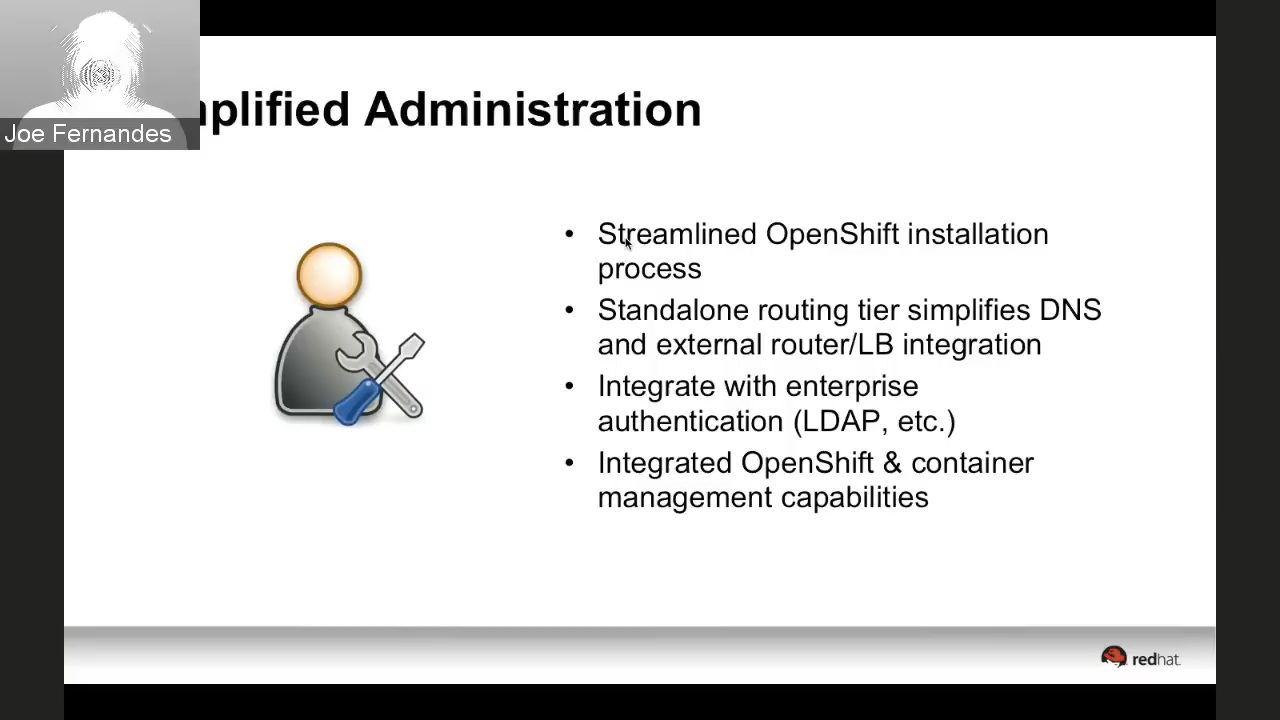 Joe Fernandes
mplified Administration
• Streamlined OpenShift installation
process
• Standalone routing tier simplifies DNS
and external router/LB integration
• Integrate with enterprise
authentication (LDAP, etc.)
• Integrated OpenShift & container
management capabilities
redhat.